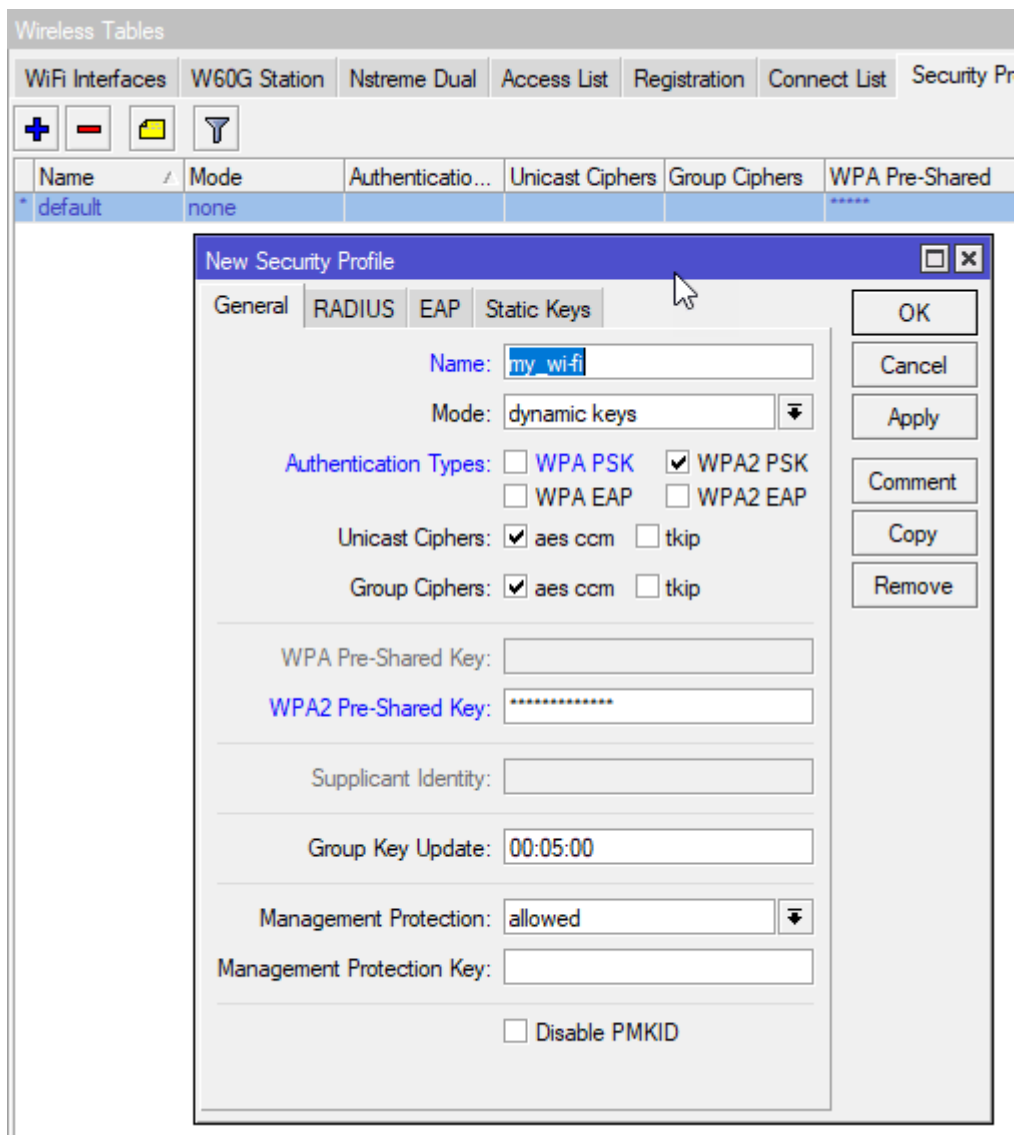 Wireless Tables
WiFi Interfaces W60G Station Nstreme Dual Access List Registration Connect List Security Pr
Name Mode Authenticatio... Unicast Ciphers Group Ciphers WPA Pre-Shared
* default none *****
New Security Profile
General RADIUS EAP Static Keys
OK
Name: my_wi-fi
Cancel
Mode: dynamic keys
Apply
Authentication Types: WPA PSK WPA2 PSK
WPA EAP WPA2 EAP
Comment
Unicast Ciphers: aes ccm tkip
Copy
Group Ciphers: aes ccm tkip
Remove
WPA Pre-Shared Key:
WPA2 Pre-Shared Key: *************
Supplicant Identity:
Group Key Update: 00:05:00
Management Protection: allowed
Management Protection Key:
Disable PMKID